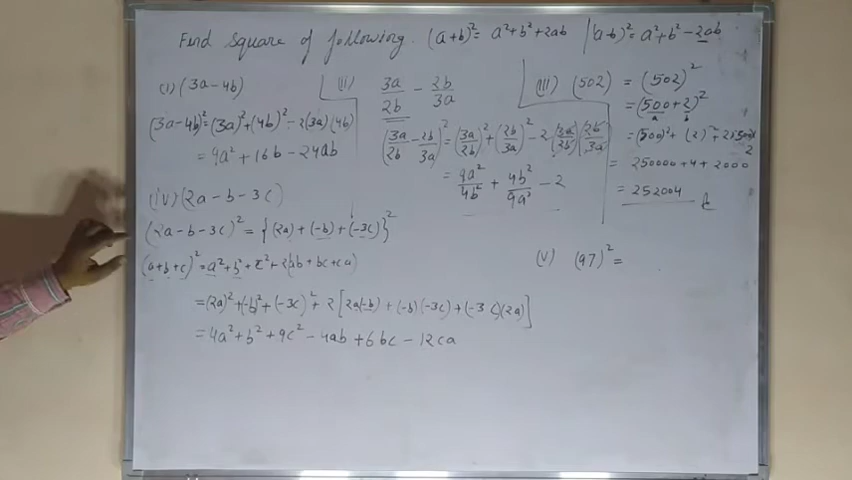 Find Square of following. (a+b)² = a²+b²+2ab | (a-b)² = a²+b²-2ab
(i) (3a-4b)
(3a-4b)² = (3a)²+(4b)²-2(3a)(4b)
= 9a²+16b-24ab
(ii) 3a/2b - 2b/3a
(3a/2b - 2b/3a)² = (3a/2b)²+(2b/3a)²-2(3a/2b)(2b/3a)
= 9a²/4b² + 4b²/9a² - 2
(iii) (502) = (502)²
= (500+2)²
a b
= (500)²+(2)²+2×500×2
= 250000+4+2000
= 252004
(iv) (2a-b-3c)
(2a-b-3c)² = {(2a)+(-b)+(-3c)}²
(a+b+c)² = a²+b²+c²+2(ab+bc+ca)
= (2a)²+(-b)²+(-3c)²+2[2a(-b)+(-b)(-3c)+(-3c)(2a)]
= 4a²+b²+9c²-4ab+6bc-12ca
(v) (97)² =